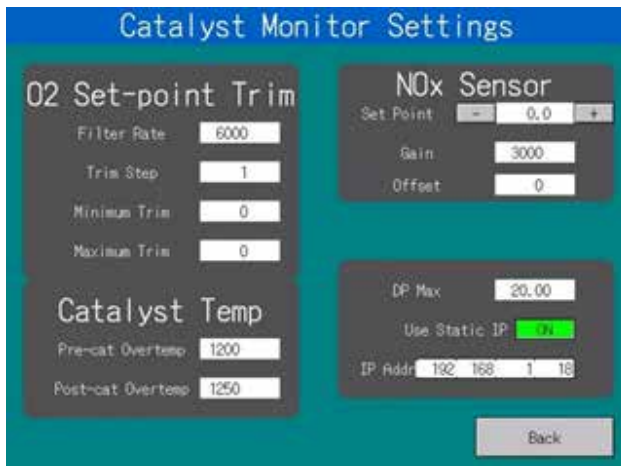 Catalyst Monitor Settings
O2 Set-point Trim
Filter Rate 6000
Trim Step 1
Minimum Trim 0
Maximum Trim 0
Catalyst Temp
Pre-cat Overtemp 1200
Post-cat Overtemp 1250
NOx Sensor
Set Point - 0.0 +
Gain 3000
Offset 0
DP Max 20.00
Use Static IP ON
IP Addr 192 168 1 18
Back